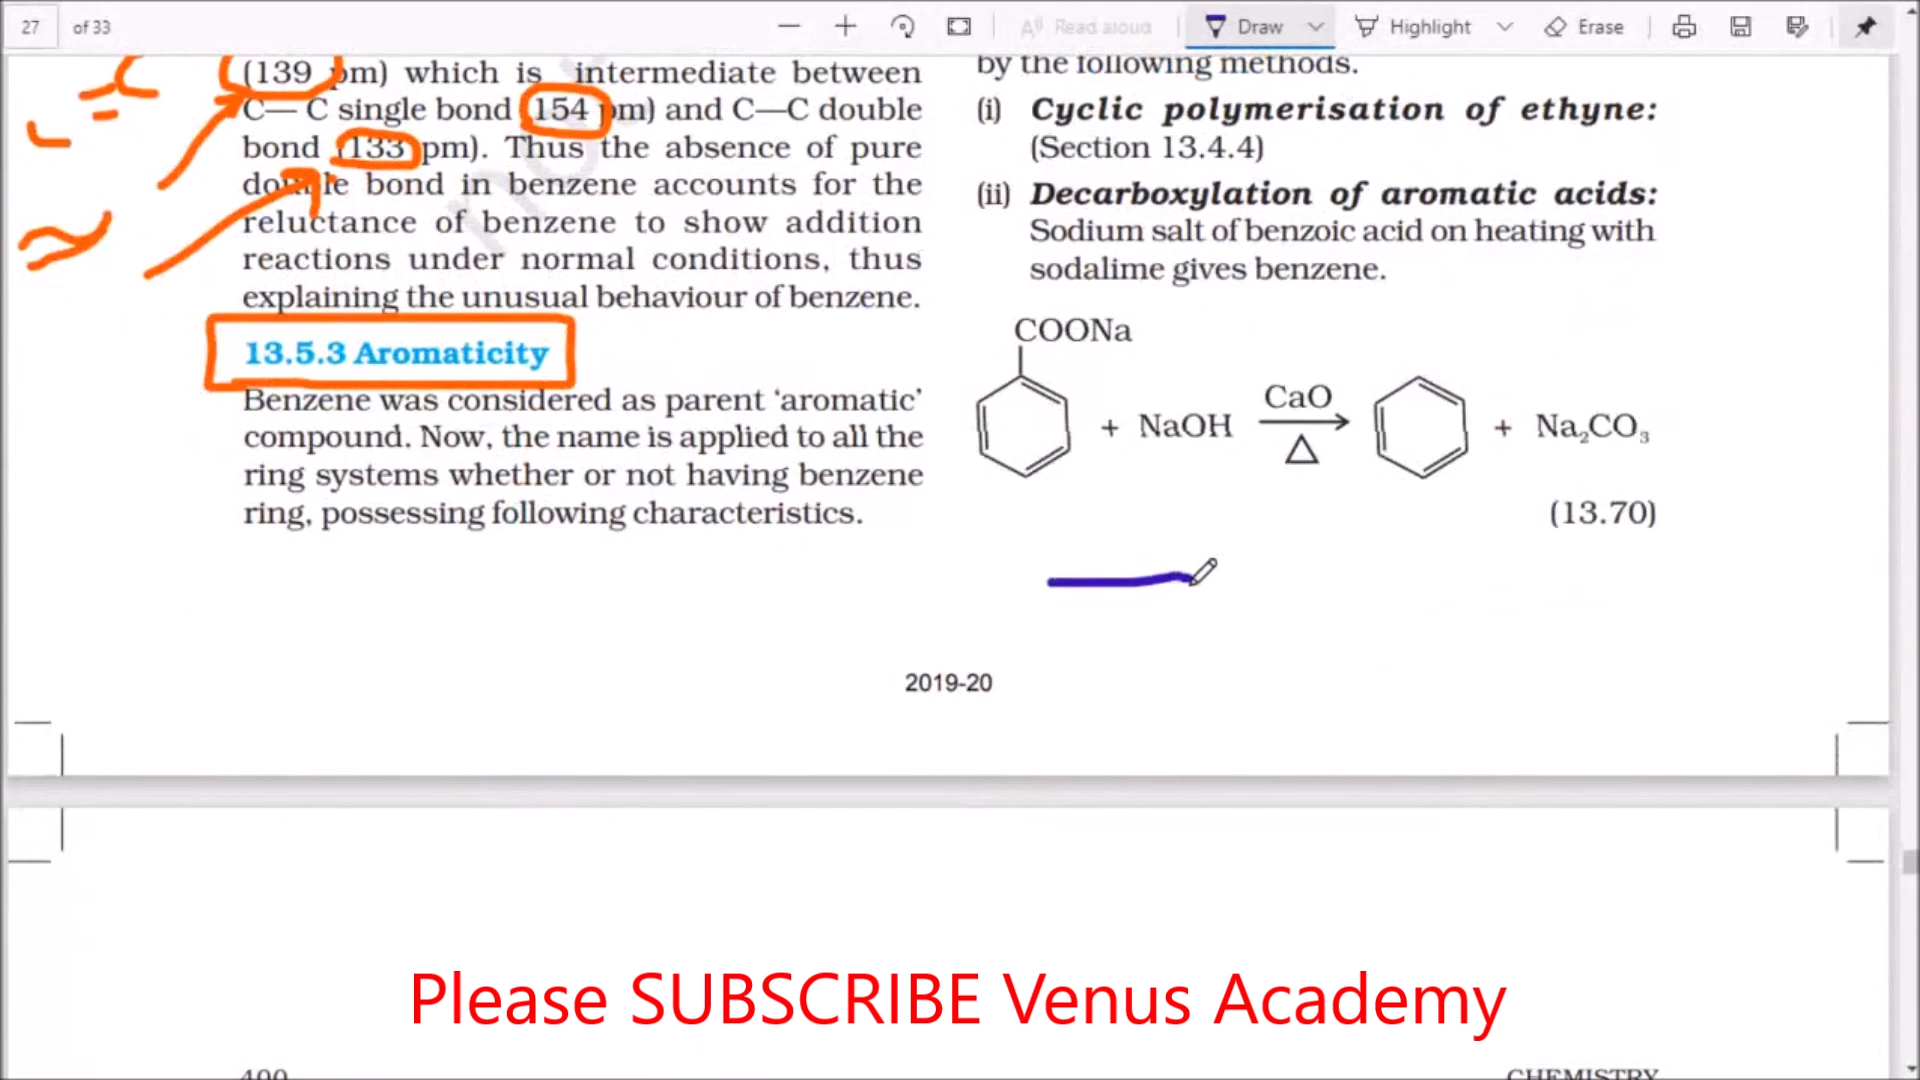 27 of 33 Read aloud Draw Highlight Erase
(139 pm) which is intermediate between
C— C single bond (154 pm) and C—C double
bond (133 pm). Thus the absence of pure
double bond in benzene accounts for the
reluctance of benzene to show addition
reactions under normal conditions, thus
explaining the unusual behaviour of benzene.
13.5.3 Aromaticity
Benzene was considered as parent ‘aromatic’
compound. Now, the name is applied to all the
ring systems whether or not having benzene
ring, possessing following characteristics.
by the following methods.
(i) Cyclic polymerisation of ethyne:
(Section 13.4.4)
(ii) Decarboxylation of aromatic acids:
Sodium salt of benzoic acid on heating with
sodalime gives benzene.
COONa
+ NaOH CaO △ + Na₂CO₃
(13.70)
2019-20
Please SUBSCRIBE Venus Academy
400 CHEMISTRY